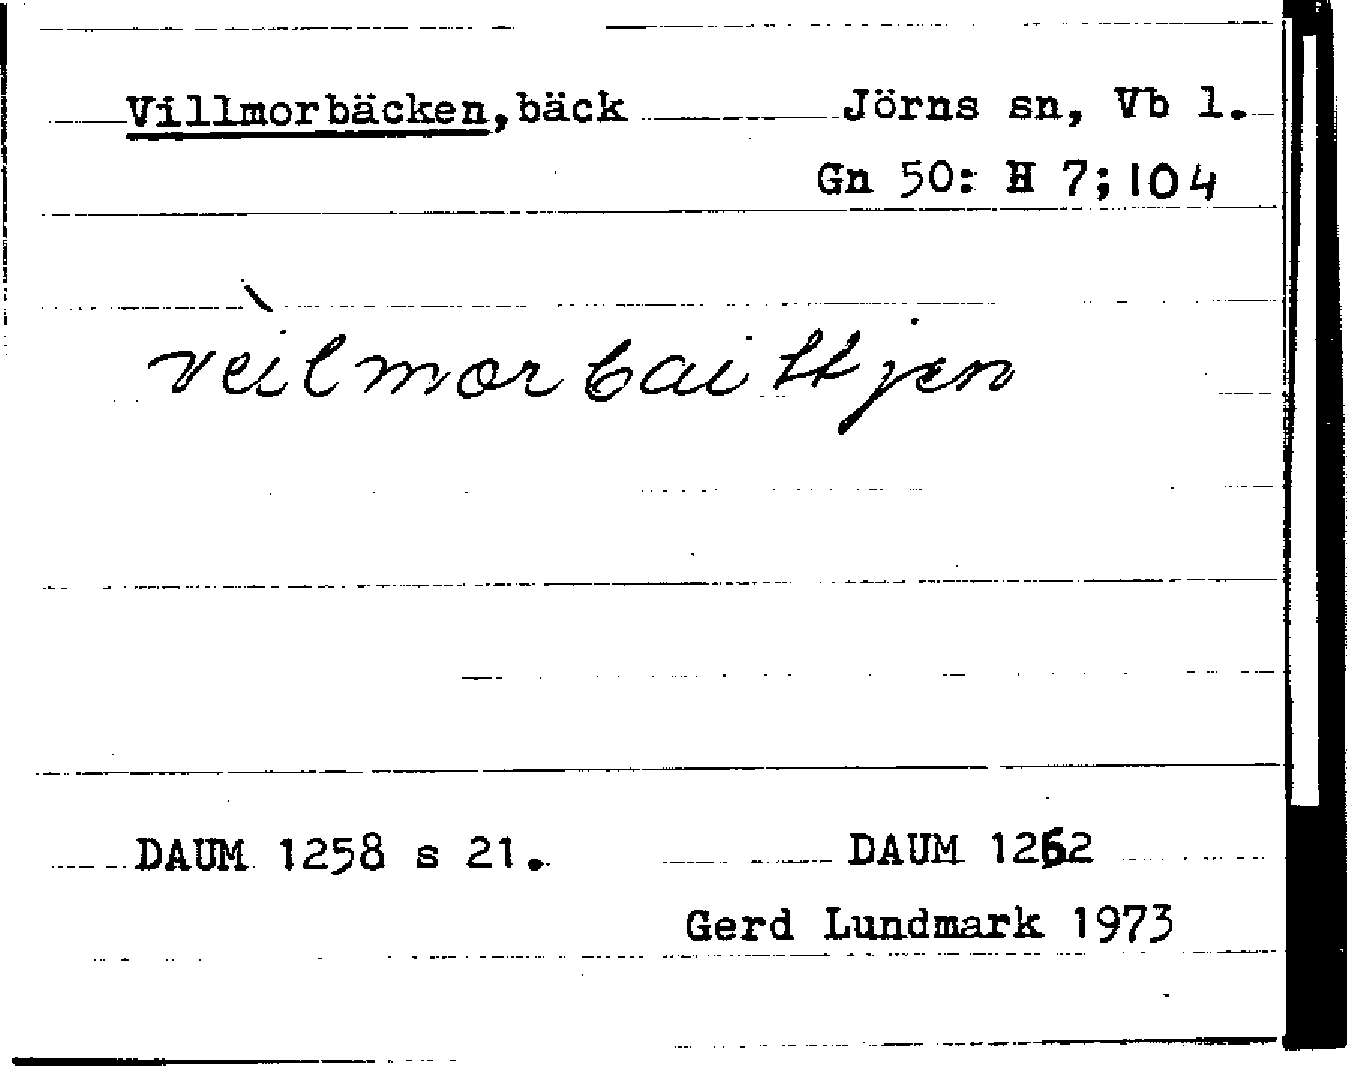 Villmorbäcken, bäck Jörns sn, Vb l.
Gn 50: H 7; 104
vèilmorbaittjen
DAUM 1258 s 21. DAUM 1262
Gerd Lundmark 1973